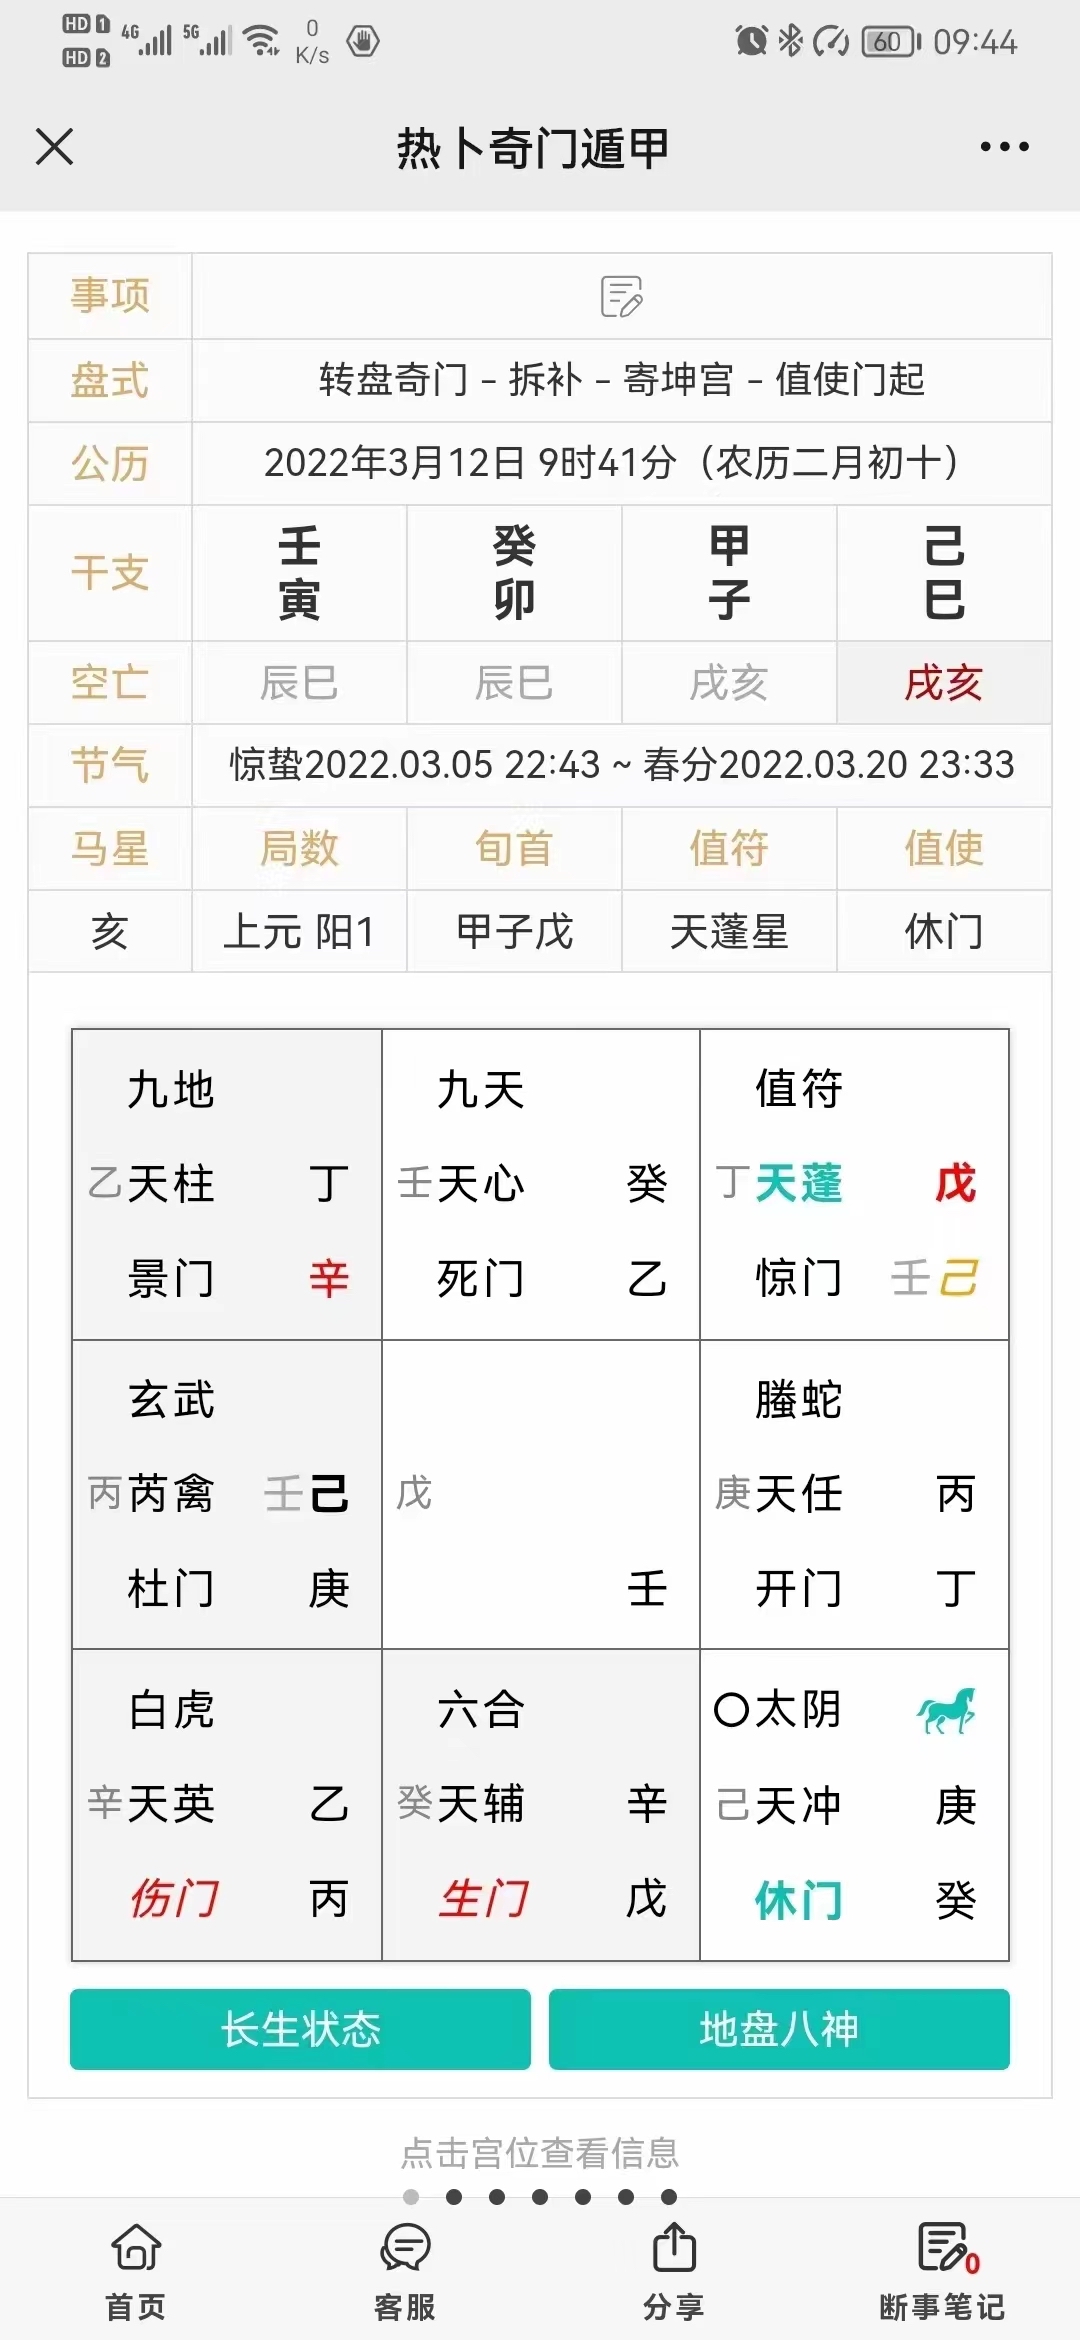 HD 1 4G 5G 0 60 09:44
HD 2 K/s
热卜奇门遁甲
事项
盘式 转盘奇门 - 拆补 - 寄坤宫 - 值使门起
公历 2022年3月12日 9时41分（农历二月初十）
干支 壬寅 癸卯 甲子 己巳
空亡 辰巳 辰巳 戌亥 戌亥
节气 惊蛰2022.03.05 22:43 ~ 春分2022.03.20 23:33
马星 局数 旬首 值符 值使
亥 上元 阳1 甲子戊 天蓬星 休门
九地 九天 值符
乙天柱 丁 壬天心 癸 丁天蓬 戊
景门 辛 死门 乙 惊门 壬己
玄武 螣蛇
丙芮禽 壬己 戊 庚天任 丙
杜门 庚 壬 开门 丁
白虎 六合 〇太阴
辛天英 乙 癸天辅 辛 己天冲 庚
伤门 丙 生门 戊 休门 癸
长生状态 地盘八神
点击宫位查看信息
0
首页 客服 分享 断事笔记